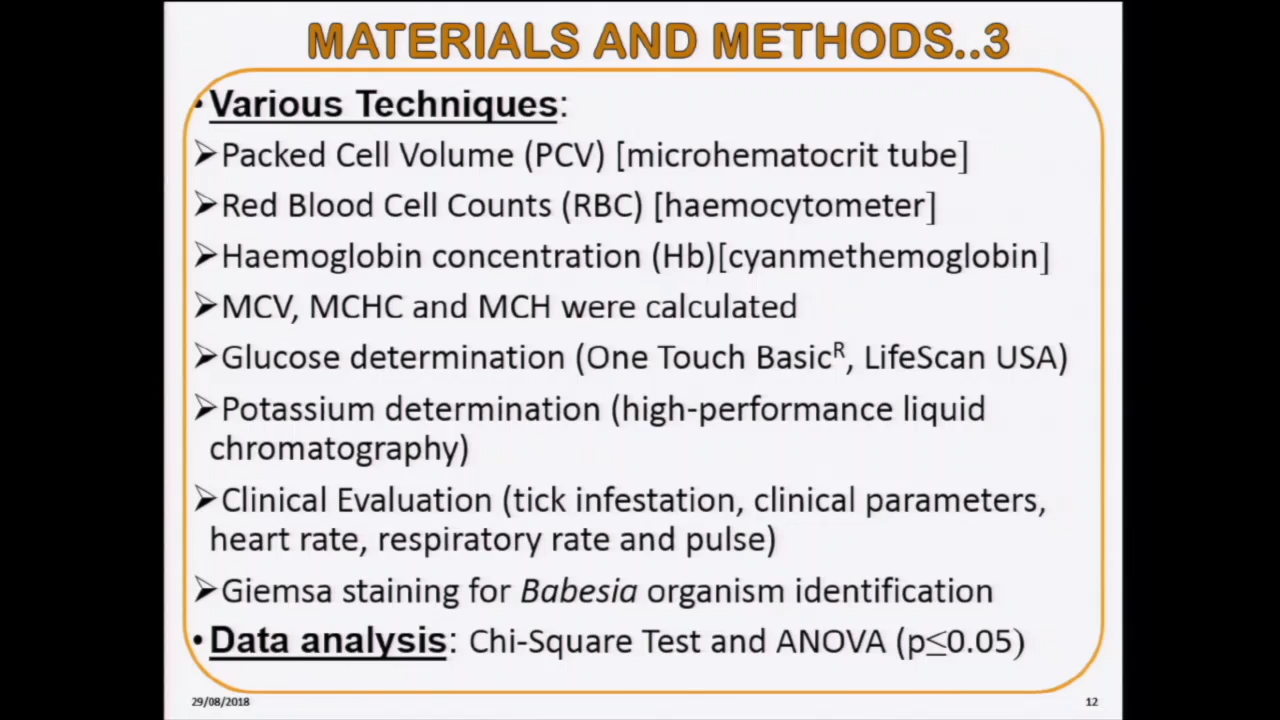 MATERIALS AND METHODS..3
• Various Techniques:
➢Packed Cell Volume (PCV) [microhematocrit tube]
➢Red Blood Cell Counts (RBC) [haemocytometer]
➢Haemoglobin concentration (Hb)[cyanmethemoglobin]
➢MCV, MCHC and MCH were calculated
➢Glucose determination (One Touch Basicᴿ, LifeScan USA)
➢Potassium determination (high-performance liquid
chromatography)
➢Clinical Evaluation (tick infestation, clinical parameters,
heart rate, respiratory rate and pulse)
➢Giemsa staining for Babesia organism identification
• Data analysis: Chi-Square Test and ANOVA (p≤0.05)
29/08/2018
12